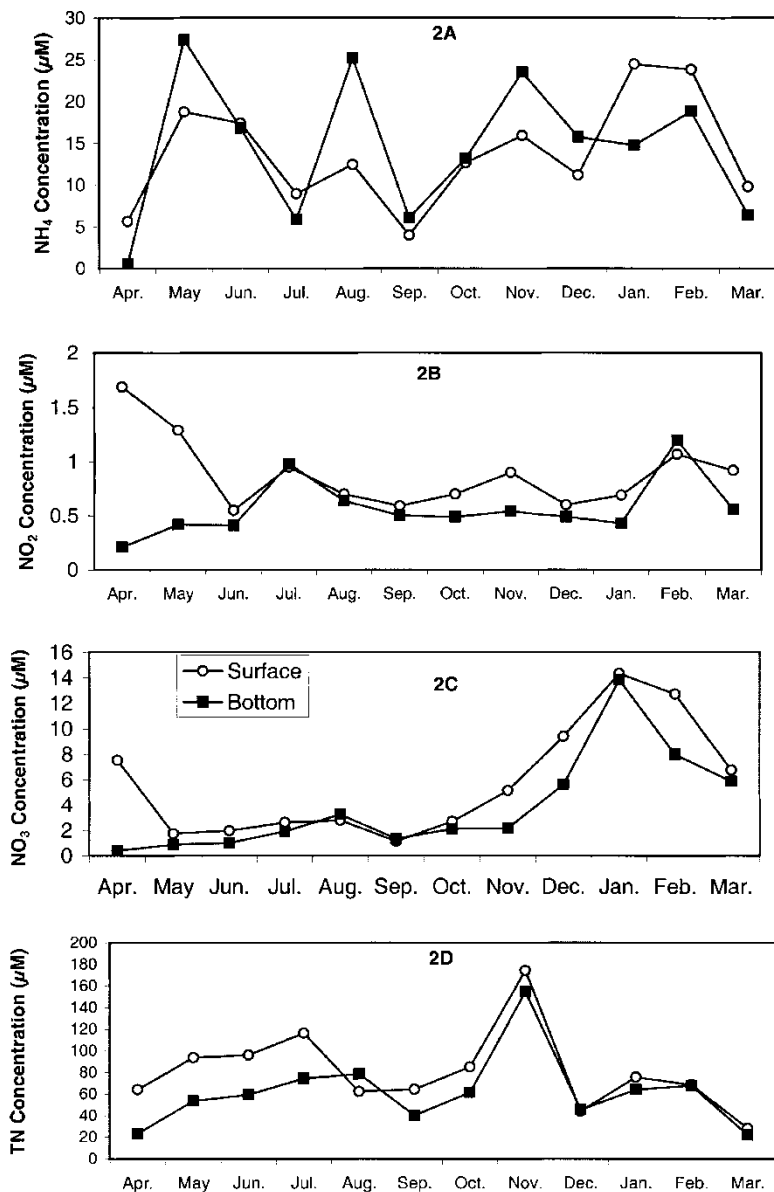 2A
NH4 Concentration (µM)
30
25
20
15
10
5
0
Apr. May Jun. Jul. Aug. Sep. Oct. Nov. Dec. Jan. Feb. Mar.
2B
NO2 Concentration (µM)
2
1.5
1
0.5
0
Apr. May Jun. Jul. Aug. Sep. Oct. Nov. Dec. Jan. Feb. Mar.
2C
NO3 Concentration (µM)
16
14
12
10
8
6
4
2
0
Surface
Bottom
Apr. May Jun. Jul. Aug. Sep. Oct. Nov. Dec. Jan. Feb. Mar.
2D
TN Concentration (µM)
200
180
160
140
120
100
80
60
40
20
0
Apr. May Jun. Jul. Aug. Sep. Oct. Nov. Dec. Jan. Feb. Mar.